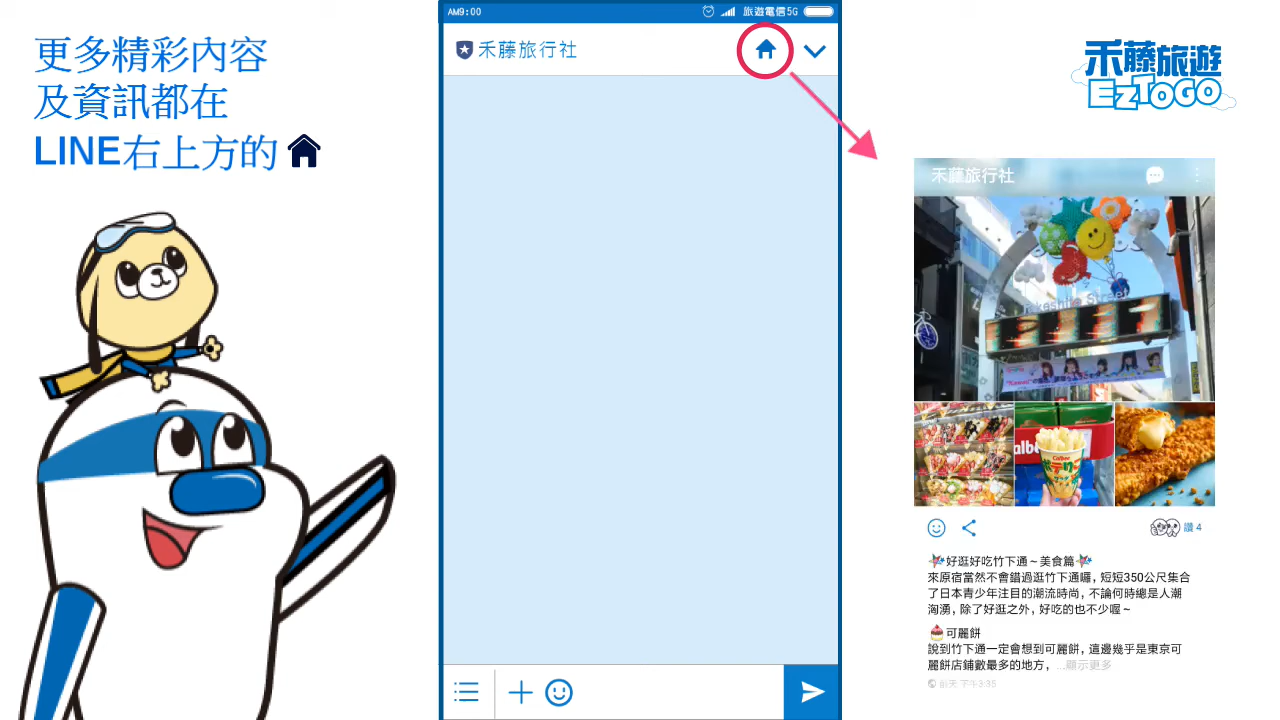 更多精彩內容
及資訊都在
LINE右上方的
AM9:00
旅遊電信5G
禾藤旅行社
禾藤旅遊
EZTOGO
禾藤旅行社
Takeshita Street
Calbee
讚 4
好逛好吃竹下通～美食篇
來原宿當然不會錯過逛竹下通囉，短短350公尺集合
了日本青少年注目的潮流時尚，不論何時總是人潮
洶湧，除了好逛之外，好吃的也不少喔～
可麗餅
說到竹下通一定會想到可麗餅，這邊幾乎是東京可
麗餅店鋪數最多的地方， ...顯示更多
前天 下午3:35